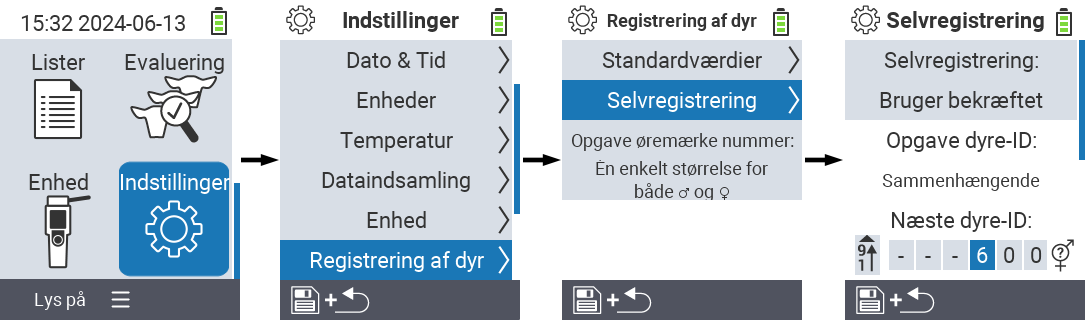 15:32 2024-06-13
Lister
Evaluering
Enhed
Indstillinger
Lys på
Indstillinger
Dato & Tid
Enheder
Temperatur
Dataindsamling
Enhed
Registrering af dyr
+
Registrering af dyr
Standardværdier
Selvregistrering
Opgave øremærke nummer:
Én enkelt størrelse for
både ♂ og ♀
+
Selvregistrering
Selvregistrering:
Bruger bekræftet
Opgave dyre-ID:
Sammenhængende
Næste dyre-ID:
9
1
- - - 6 0 0
?
+